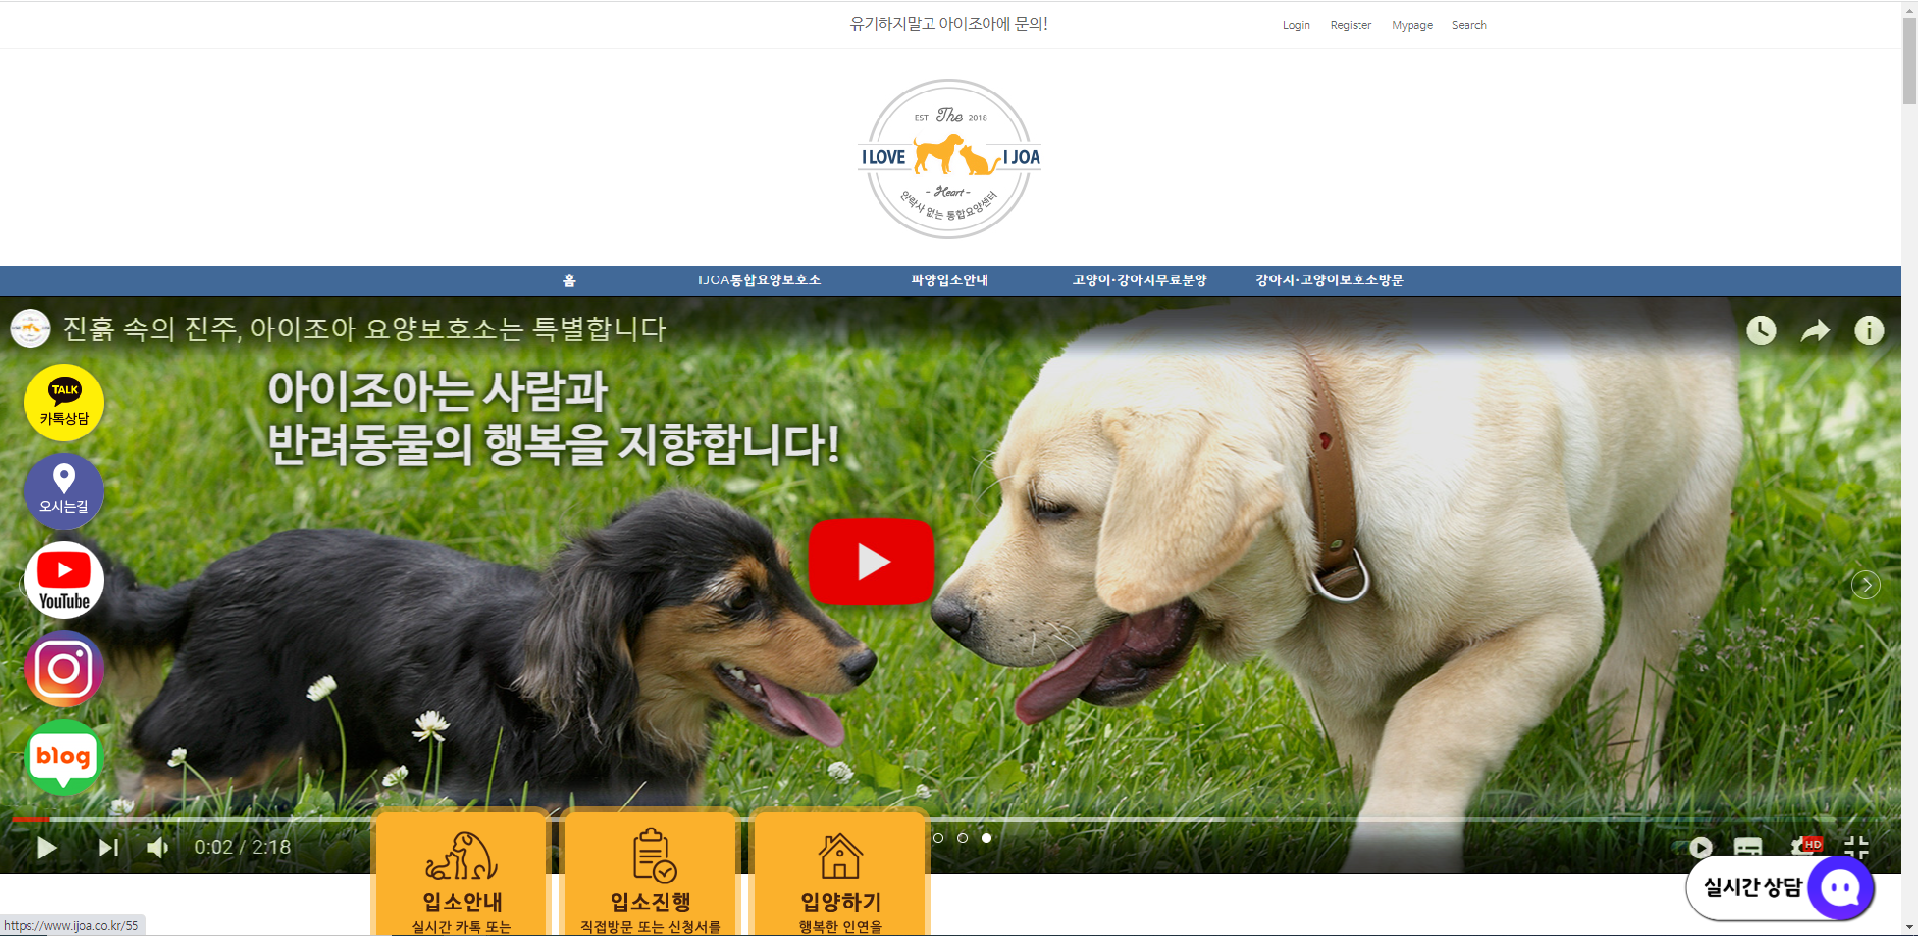 유기하지말고 아이조아에 문의!
Login Register Mypage Search
EST The 2018
I LOVE I JOA
- Heart -
안락사 없는 통합요양센터
홈 IJOA통합요양보호소 파양입소안내 고양이·강아지무료분양 강아지·고양이보호소방문
진흙 속의 진주, 아이조아 요양보호소는 특별합니다
아이조아는 사람과
반려동물의 행복을 지향합니다!
TALK
카톡상담
오시는길
YouTube
blog
0:02 / 2:18
HD
입소안내
실시간 카톡 또는
입소진행
직접방문 또는 신청서를
입양하기
행복한 인연을
실시간 상담
https://www.ijoa.co.kr/55